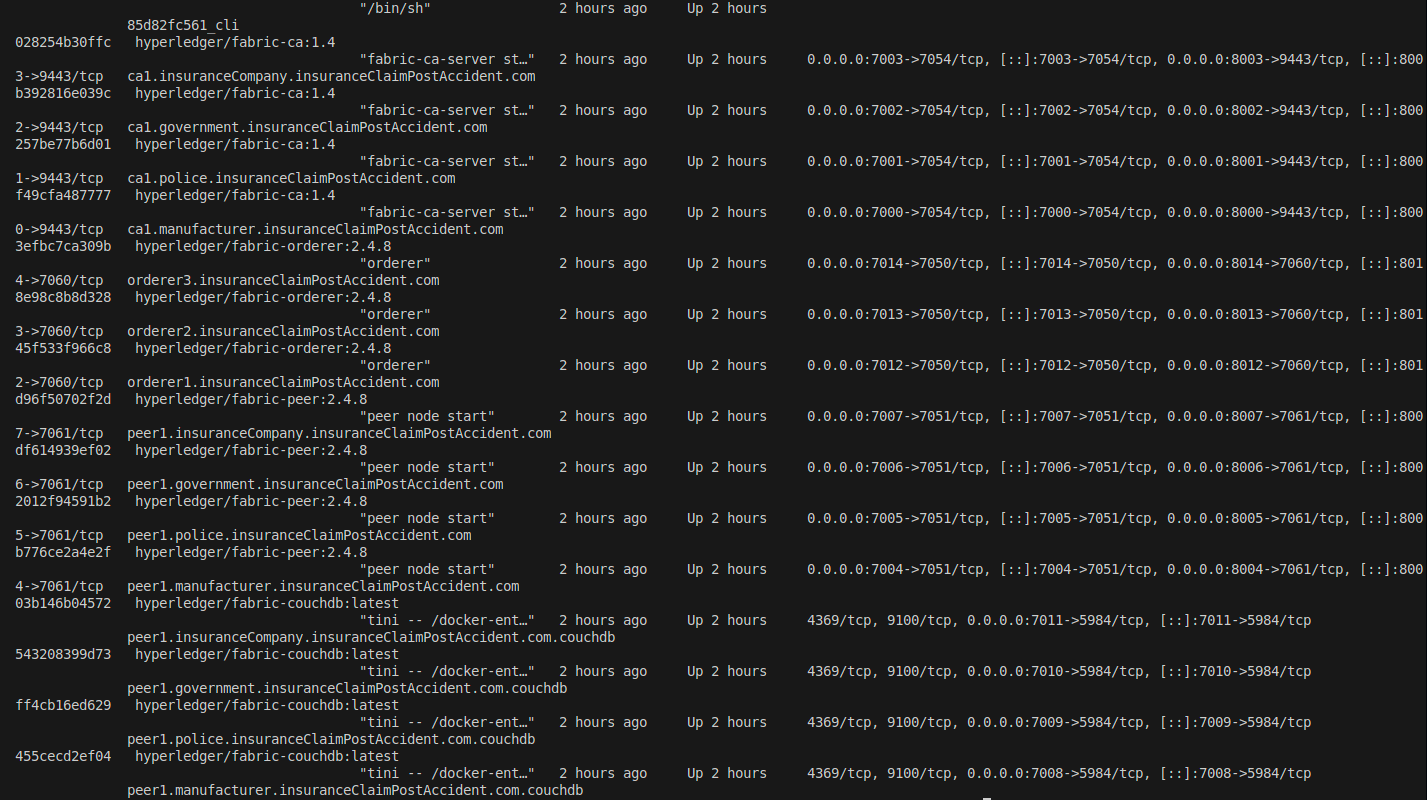 "/bin/sh" 2 hours ago Up 2 hours
85d82fc561_cli
028254b30ffc hyperledger/fabric-ca:1.4
"fabric-ca-server st…" 2 hours ago Up 2 hours 0.0.0.0:7003->7054/tcp, [::]:7003->7054/tcp, 0.0.0.0:8003->9443/tcp, [::]:800
3->9443/tcp ca1.insuranceCompany.insuranceClaimPostAccident.com
b392816e039c hyperledger/fabric-ca:1.4
"fabric-ca-server st…" 2 hours ago Up 2 hours 0.0.0.0:7002->7054/tcp, [::]:7002->7054/tcp, 0.0.0.0:8002->9443/tcp, [::]:800
2->9443/tcp ca1.government.insuranceClaimPostAccident.com
257be77b6d01 hyperledger/fabric-ca:1.4
"fabric-ca-server st…" 2 hours ago Up 2 hours 0.0.0.0:7001->7054/tcp, [::]:7001->7054/tcp, 0.0.0.0:8001->9443/tcp, [::]:800
1->9443/tcp ca1.police.insuranceClaimPostAccident.com
f49cfa487777 hyperledger/fabric-ca:1.4
"fabric-ca-server st…" 2 hours ago Up 2 hours 0.0.0.0:7000->7054/tcp, [::]:7000->7054/tcp, 0.0.0.0:8000->9443/tcp, [::]:800
0->9443/tcp ca1.manufacturer.insuranceClaimPostAccident.com
3efbc7ca309b hyperledger/fabric-orderer:2.4.8
"orderer" 2 hours ago Up 2 hours 0.0.0.0:7014->7050/tcp, [::]:7014->7050/tcp, 0.0.0.0:8014->7060/tcp, [::]:801
4->7060/tcp orderer3.insuranceClaimPostAccident.com
8e98c8b8d328 hyperledger/fabric-orderer:2.4.8
"orderer" 2 hours ago Up 2 hours 0.0.0.0:7013->7050/tcp, [::]:7013->7050/tcp, 0.0.0.0:8013->7060/tcp, [::]:801
3->7060/tcp orderer2.insuranceClaimPostAccident.com
45f533f966c8 hyperledger/fabric-orderer:2.4.8
"orderer" 2 hours ago Up 2 hours 0.0.0.0:7012->7050/tcp, [::]:7012->7050/tcp, 0.0.0.0:8012->7060/tcp, [::]:801
2->7060/tcp orderer1.insuranceClaimPostAccident.com
d96f50702f2d hyperledger/fabric-peer:2.4.8
"peer node start" 2 hours ago Up 2 hours 0.0.0.0:7007->7051/tcp, [::]:7007->7051/tcp, 0.0.0.0:8007->7061/tcp, [::]:800
7->7061/tcp peer1.insuranceCompany.insuranceClaimPostAccident.com
df614939ef02 hyperledger/fabric-peer:2.4.8
"peer node start" 2 hours ago Up 2 hours 0.0.0.0:7006->7051/tcp, [::]:7006->7051/tcp, 0.0.0.0:8006->7061/tcp, [::]:800
6->7061/tcp peer1.government.insuranceClaimPostAccident.com
2012f94591b2 hyperledger/fabric-peer:2.4.8
"peer node start" 2 hours ago Up 2 hours 0.0.0.0:7005->7051/tcp, [::]:7005->7051/tcp, 0.0.0.0:8005->7061/tcp, [::]:800
5->7061/tcp peer1.police.insuranceClaimPostAccident.com
b776ce2a4e2f hyperledger/fabric-peer:2.4.8
"peer node start" 2 hours ago Up 2 hours 0.0.0.0:7004->7051/tcp, [::]:7004->7051/tcp, 0.0.0.0:8004->7061/tcp, [::]:800
4->7061/tcp peer1.manufacturer.insuranceClaimPostAccident.com
03b146b04572 hyperledger/fabric-couchdb:latest
"tini -- /docker-ent…" 2 hours ago Up 2 hours 4369/tcp, 9100/tcp, 0.0.0.0:7011->5984/tcp, [::]:7011->5984/tcp
peer1.insuranceCompany.insuranceClaimPostAccident.com.couchdb
543208399d73 hyperledger/fabric-couchdb:latest
"tini -- /docker-ent…" 2 hours ago Up 2 hours 4369/tcp, 9100/tcp, 0.0.0.0:7010->5984/tcp, [::]:7010->5984/tcp
peer1.government.insuranceClaimPostAccident.com.couchdb
ff4cb16ed629 hyperledger/fabric-couchdb:latest
"tini -- /docker-ent…" 2 hours ago Up 2 hours 4369/tcp, 9100/tcp, 0.0.0.0:7009->5984/tcp, [::]:7009->5984/tcp
peer1.police.insuranceClaimPostAccident.com.couchdb
455cecd2ef04 hyperledger/fabric-couchdb:latest
"tini -- /docker-ent…" 2 hours ago Up 2 hours 4369/tcp, 9100/tcp, 0.0.0.0:7008->5984/tcp, [::]:7008->5984/tcp
peer1.manufacturer.insuranceClaimPostAccident.com.couchdb